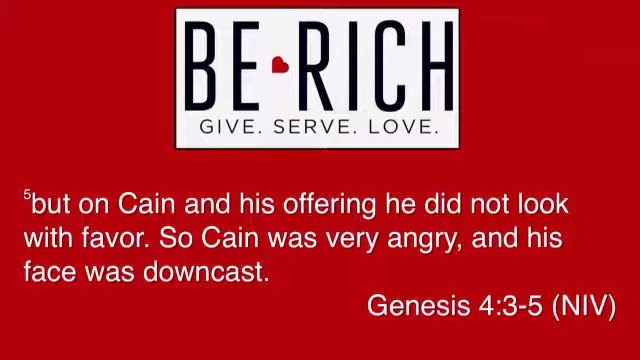 BE RICH
GIVE. SERVE. LOVE.
5but on Cain and his offering he did not look
with favor. So Cain was very angry, and his
face was downcast.
Genesis 4:3-5 (NIV)